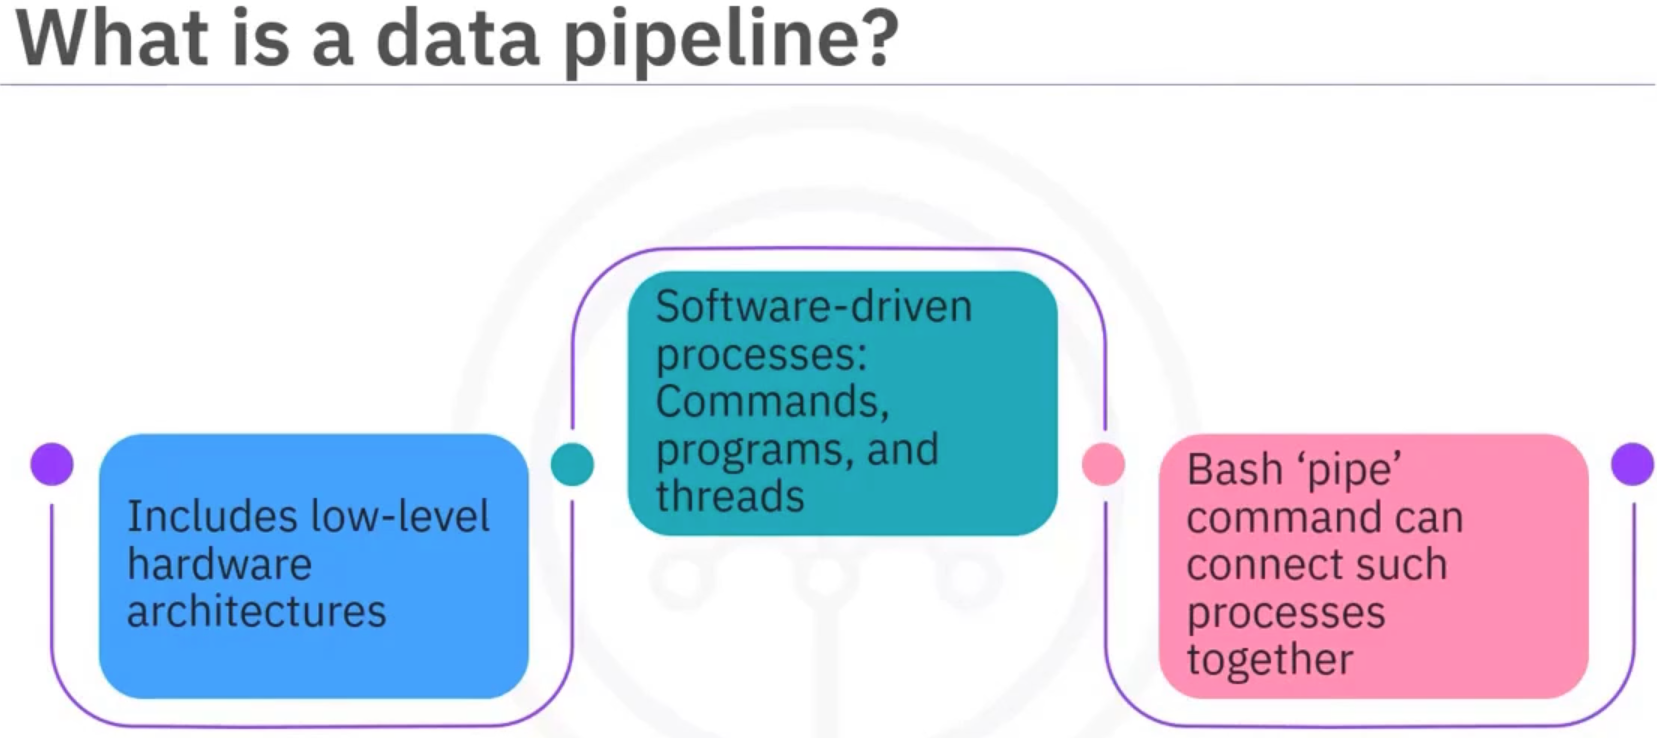 What is a data pipeline?
Includes low-level
hardware
architectures
Software-driven
processes:
Commands,
programs, and
threads
Bash ‘pipe’
command can
connect such
processes
together